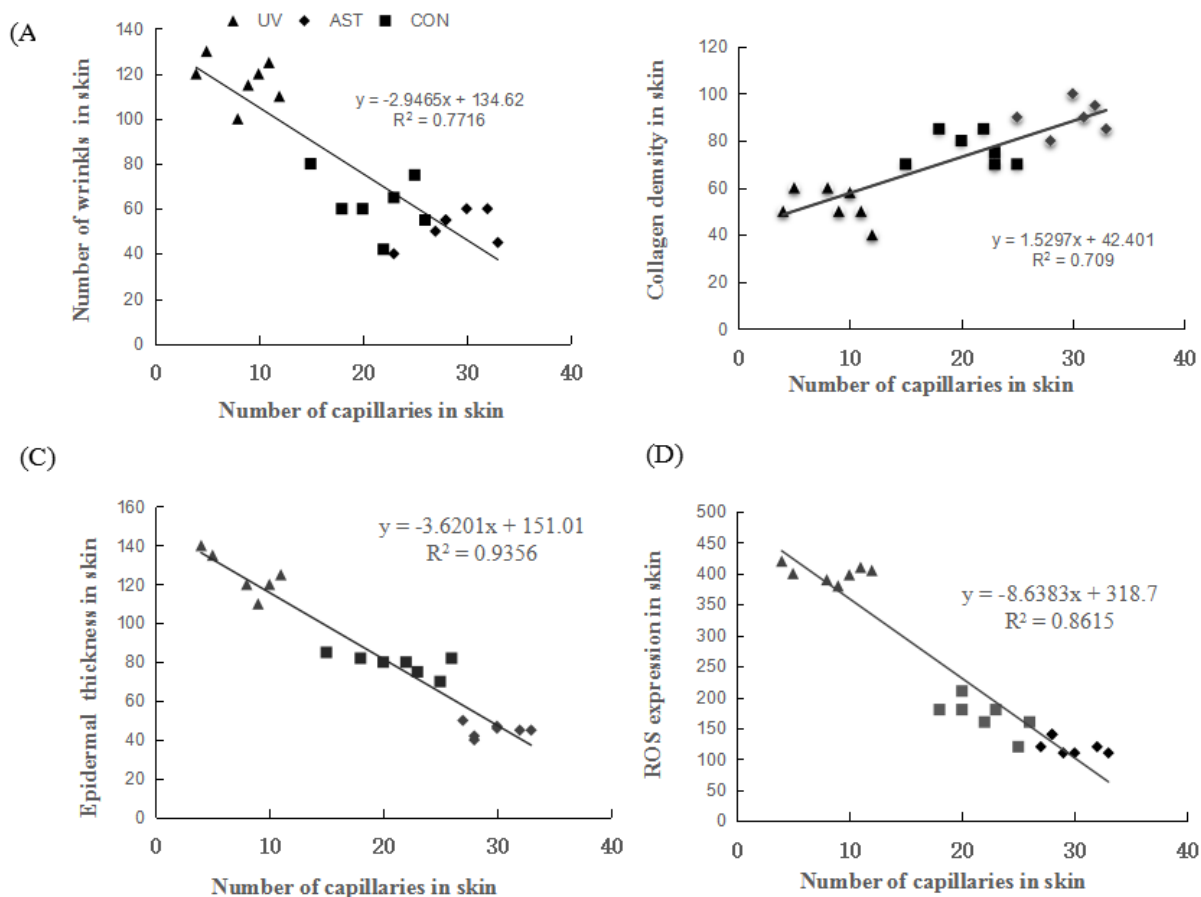 (A
UV AST CON
140
120
100
80
60
40
20
0
0 10 20 30 40
Number of wrinkls in skin
Number of capillaries in skin
y = -2.9465x + 134.62
R² = 0.7716
120
100
80
60
40
20
0
0 10 20 30 40
Collagen density in skin
Number of capillaries in skin
y = 1.5297x + 42.401
R² = 0.709
(C)
160
140
120
100
80
60
40
20
0
0 10 20 30 40
Epidermal thickness in skin
Number of capillaries in skin
y = -3.6201x + 151.01
R² = 0.9356
(D)
500
450
400
350
300
250
200
150
100
50
0
0 10 20 30 40
ROS expression in skin
Number of capillaries in skin
y = -8.6383x + 318.7
R² = 0.8615